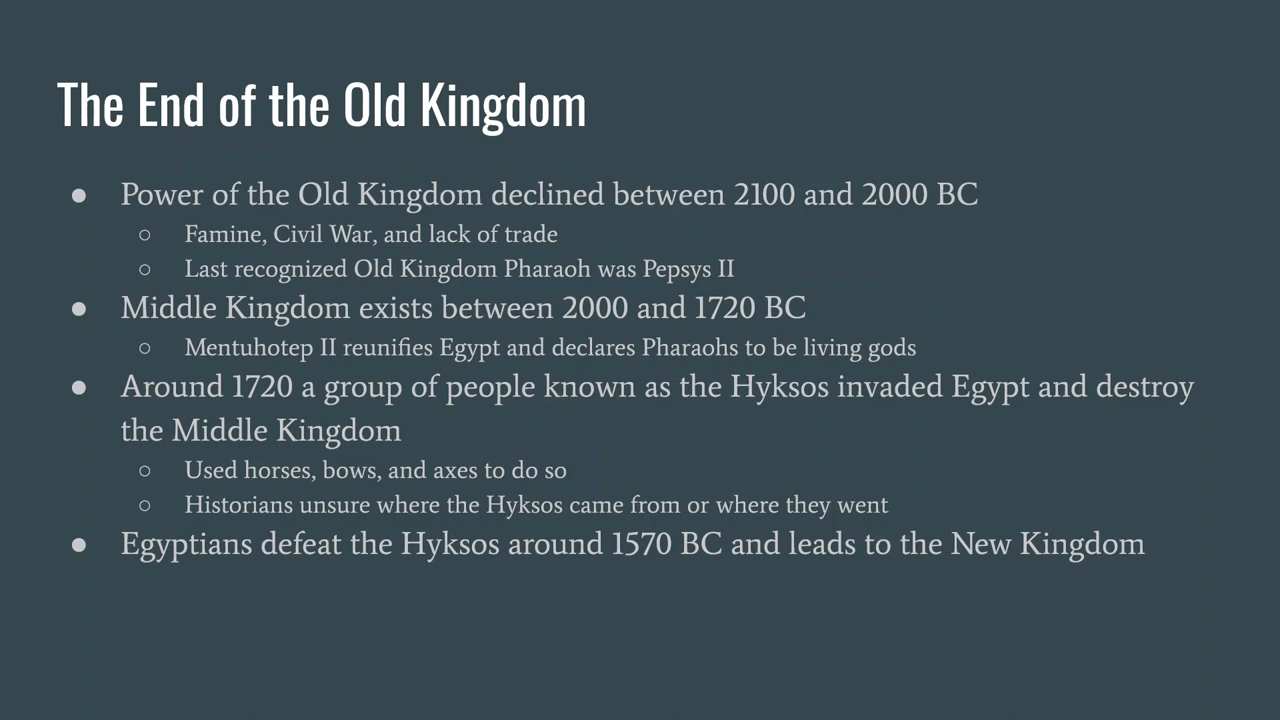 The End of the Old Kingdom
● Power of the Old Kingdom declined between 2100 and 2000 BC
○ Famine, Civil War, and lack of trade
○ Last recognized Old Kingdom Pharaoh was Pepsys II
● Middle Kingdom exists between 2000 and 1720 BC
○ Mentuhotep II reunifies Egypt and declares Pharaohs to be living gods
● Around 1720 a group of people known as the Hyksos invaded Egypt and destroy
the Middle Kingdom
○ Used horses, bows, and axes to do so
○ Historians unsure where the Hyksos came from or where they went
● Egyptians defeat the Hyksos around 1570 BC and leads to the New Kingdom